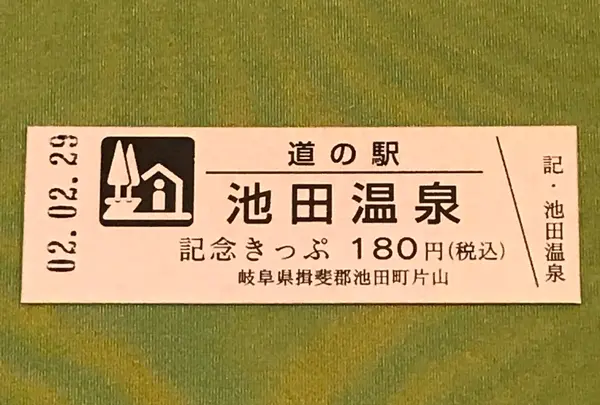 02.02.29
道の駅
池田温泉
記念きっぷ 180円(税込)
岐阜県揖斐郡池田町片山
記・池田温泉